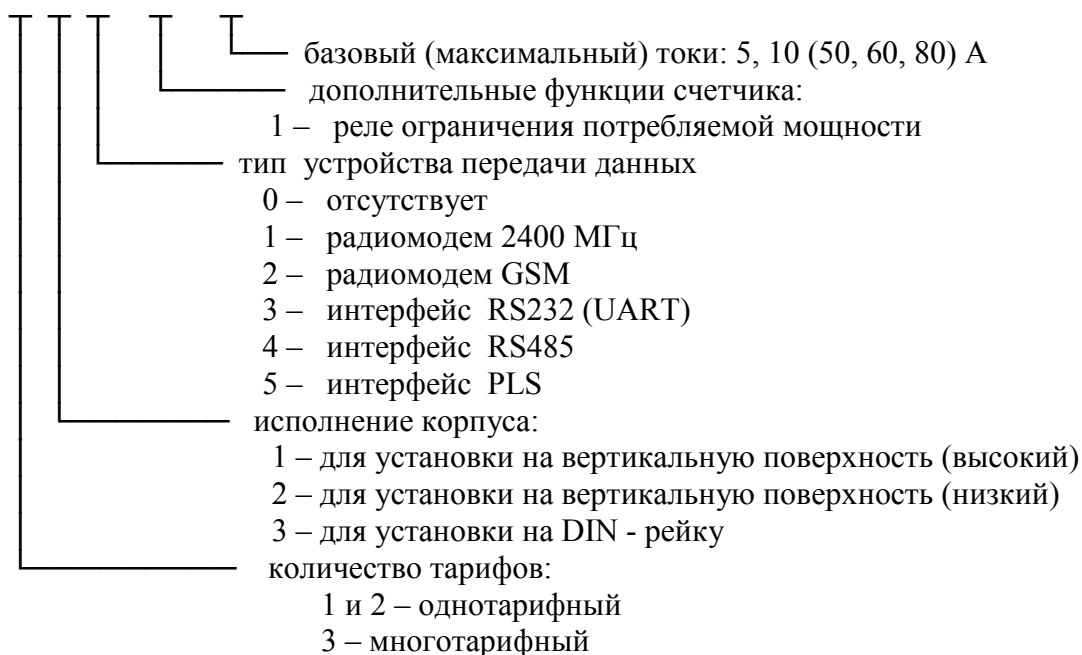 базовый (максимальный) токи: 5, 10 (50, 60, 80) А
дополнительные функции счетчика:
1 – реле ограничения потребляемой мощности
тип устройства передачи данных
0 – отсутствует
1 – радиомодем 2400 МГц
2 – радиомодем GSM
3 – интерфейс RS232 (UART)
4 – интерфейс RS485
5 – интерфейс PLS
исполнение корпуса:
1 – для установки на вертикальную поверхность (высокий)
2 – для установки на вертикальную поверхность (низкий)
3 – для установки на DIN - рейку
количество тарифов:
1 и 2 – однотарифный
3 – многотарифный